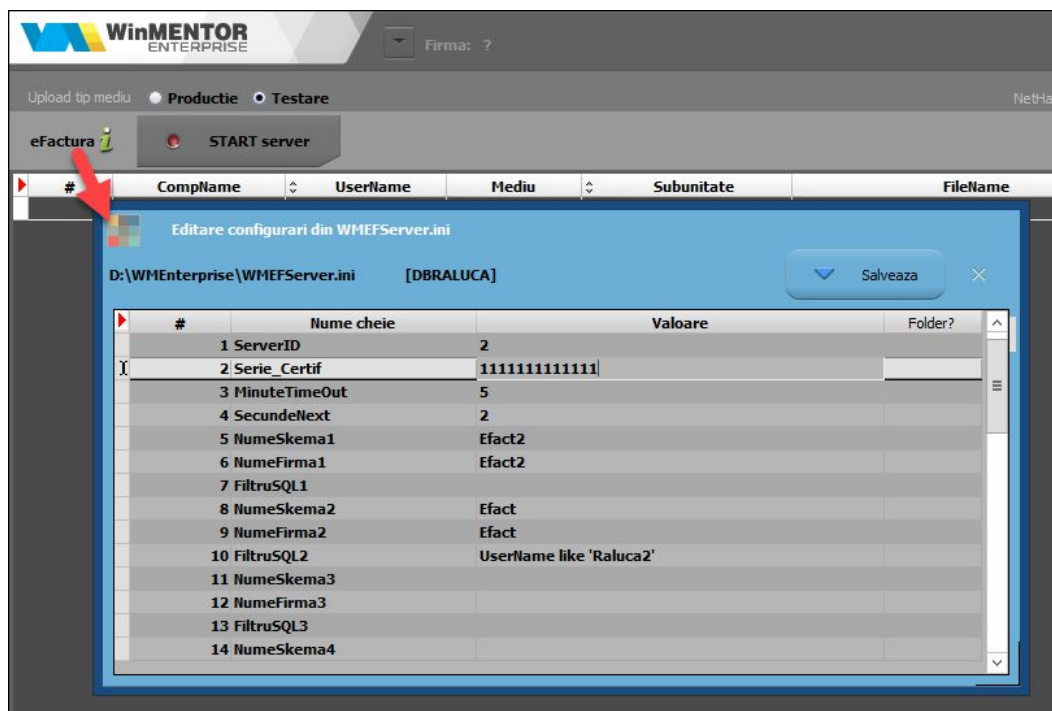 WinMENTOR
ENTERPRISE
Firma: ?
Upload tip mediu Productie Testare NetHa
eFactura i START server
# CompName UserName Mediu Subunitate FileName
Editare configurari din WMEFServer.ini
D:\WMEnterprise\WMEFServer.ini [DBRALUCA] Salveaza
# Nume cheie Valoare Folder?
1 ServerID 2
2 Serie_Certif 1111111111111
3 MinuteTimeOut 5
4 SecundeNext 2
5 NumeSkema1 Efact2
6 NumeFirma1 Efact2
7 FiltruSQL1
8 NumeSkema2 Efact
9 NumeFirma2 Efact
10 FiltruSQL2 UserName like 'Raluca2'
11 NumeSkema3
12 NumeFirma3
13 FiltruSQL3
14 NumeSkema4